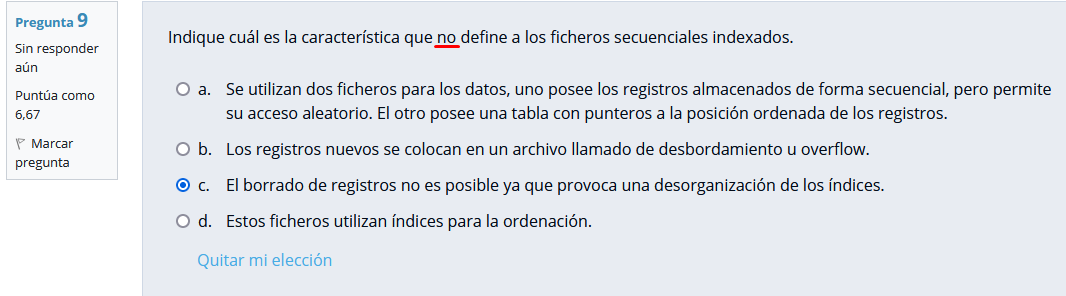 Pregunta 9
Sin responder
aún
Puntúa como
6,67
Marcar
pregunta
Indique cuál es la característica que no define a los ficheros secuenciales indexados.
a. Se utilizan dos ficheros para los datos, uno posee los registros almacenados de forma secuencial, pero permite
su acceso aleatorio. El otro posee una tabla con punteros a la posición ordenada de los registros.
b. Los registros nuevos se colocan en un archivo llamado de desbordamiento u overflow.
c. El borrado de registros no es posible ya que provoca una desorganización de los índices.
d. Estos ficheros utilizan índices para la ordenación.
Quitar mi elección